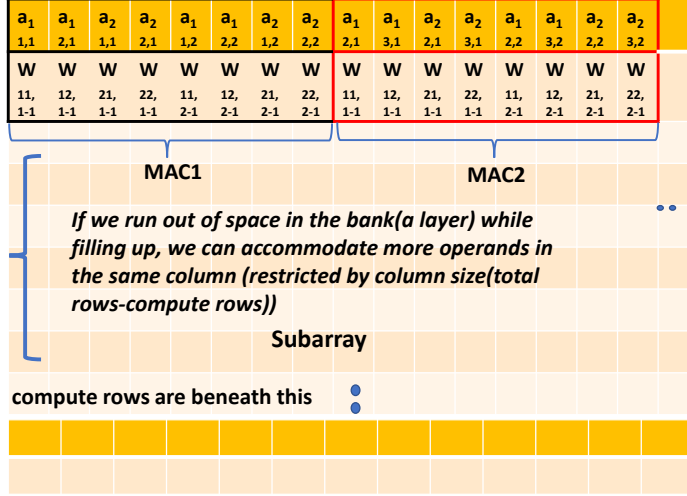 a1 a1 a2 a2 a1 a1 a2 a2 a1 a1 a2 a2 a1 a1 a2 a2
1,1 2,1 1,1 2,1 1,2 2,2 1,2 2,2 2,1 3,1 2,1 3,1 2,2 3,2 2,2 3,2
W W W W W W W W W W W W W W W W
11, 12, 21, 22, 11, 12, 21, 22, 11, 12, 21, 22, 11, 12, 21, 22,
1-1 1-1 1-1 1-1 2-1 2-1 2-1 2-1 1-1 1-1 1-1 1-1 2-1 2-1 2-1 2-1
MAC1 MAC2
If we run out of space in the bank(a layer) while
filling up, we can accommodate more operands in
the same column (restricted by column size(total
rows-compute rows))
Subarray
compute rows are beneath this